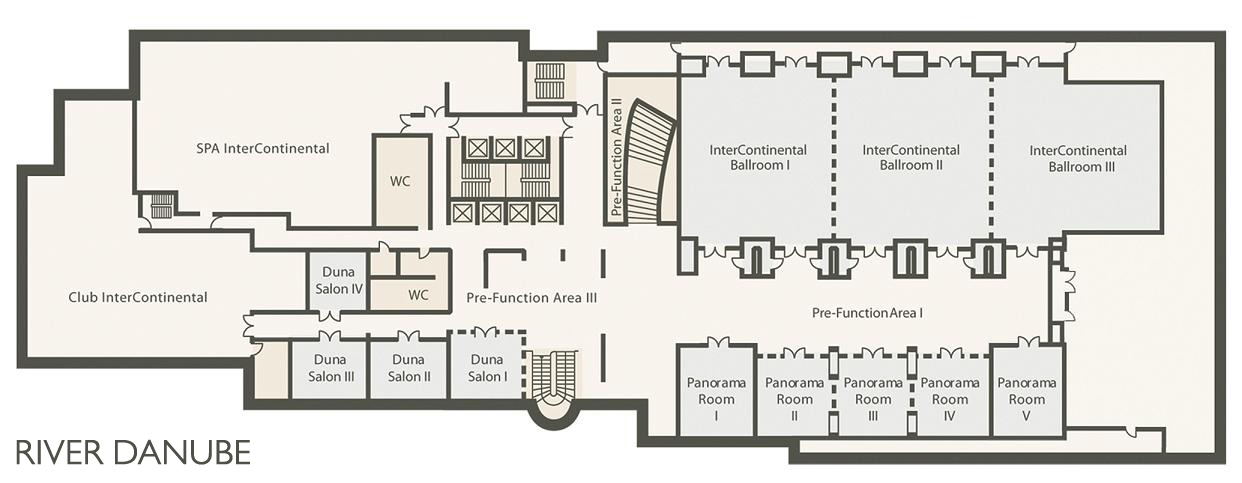 SPA InterContinental
WC
Pre-Function Area II
InterContinental
Ballroom I
InterContinental
Ballroom II
InterContinental
Ballroom III
Club InterContinental
Duna
Salon IV
WC
Pre-Function Area III
Pre-Function Area I
Duna
Salon III
Duna
Salon II
Duna
Salon I
Panorama
Room
I
Panorama
Room
II
Panorama
Room
III
Panorama
Room
IV
Panorama
Room
V
RIVER DANUBE